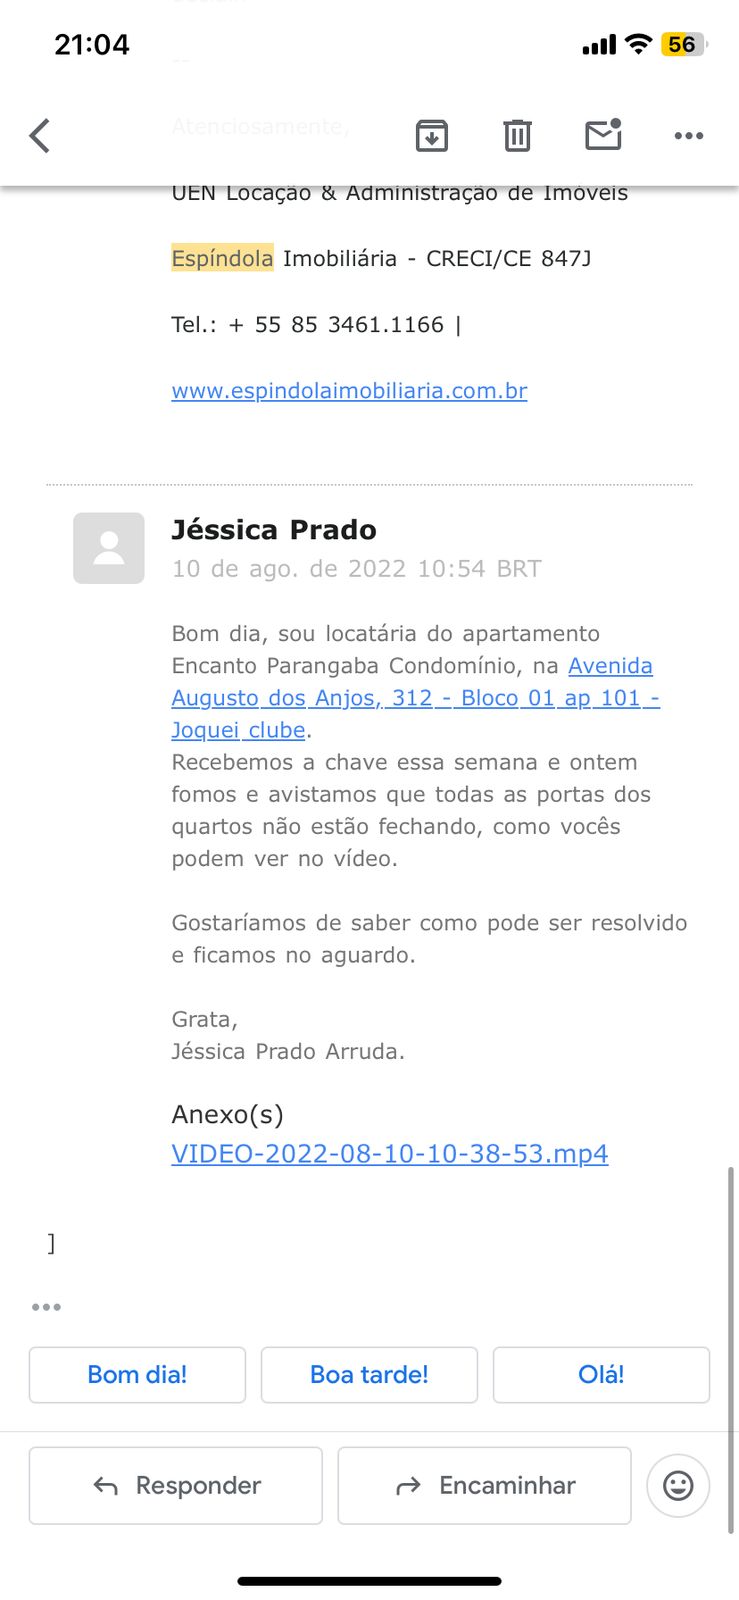 21:04
56
Atenciosamente,
UEN Locação & Administração de Imóveis
Espíndola Imobiliária - CRECI/CE 847J
Tel.: + 55 85 3461.1166 |
www.espindolaimobiliaria.com.br
Jéssica Prado
10 de ago. de 2022 10:54 BRT
Bom dia, sou locatária do apartamento
Encanto Parangaba Condomínio, na Avenida
Augusto dos Anjos, 312 - Bloco 01 ap 101 -
Joquei clube.
Recebemos a chave essa semana e ontem
fomos e avistamos que todas as portas dos
quartos não estão fechando, como vocês
podem ver no vídeo.
Gostaríamos de saber como pode ser resolvido
e ficamos no aguardo.
Grata,
Jéssica Prado Arruda.
Anexo(s)
VIDEO-2022-08-10-10-38-53.mp4
]
Bom dia! Boa tarde! Olá!
Responder Encaminhar